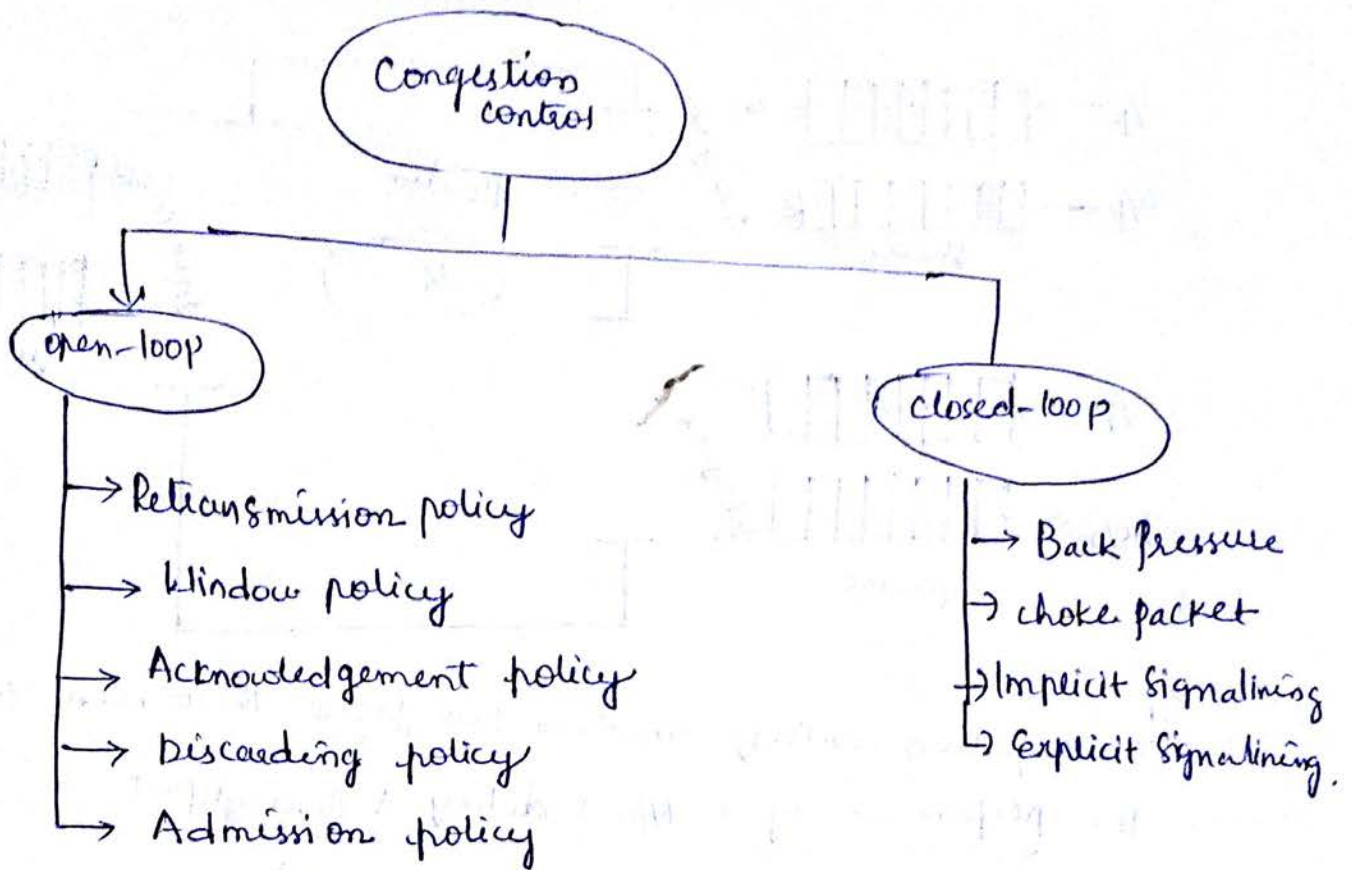 Congestion
control
open-loop
Retransmission policy
Window policy
Acknowledgement policy
Discarding policy
Admission policy
closed-loop
Back Pressure
choke packet
Implicit Signalining
Explicit Signalining.